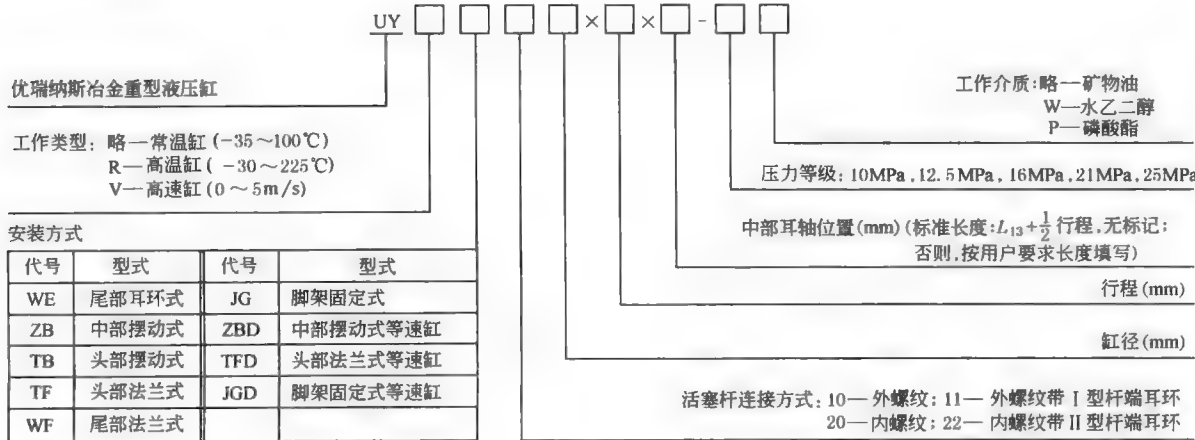 UY □ □ □ □×□×□-□ □
优瑞纳斯冶金重型液压缸
工作类型：略—常温缸(-35～100℃)
R—高温缸(-30～225℃)
V—高速缸(0～5m/s)
安装方式
代号 型式 代号 型式
WE 尾部耳环式 JG 脚架固定式
ZB 中部摆动式 ZBD 中部摆动式等速缸
TB 头部摆动式 TFD 头部法兰式等速缸
TF 头部法兰式 JGD 脚架固定式等速缸
WF 尾部法兰式
工作介质：略—矿物油
W—水乙二醇
P—磷酸酯
压力等级：10MPa,12.5MPa,16MPa,21MPa,25MPa
中部耳轴位置(mm)(标准长度：L13+1/2行程,无标记；
否则,按用户要求长度填写)
行程(mm)
缸径(mm)
活塞杆连接方式：10—外螺纹；11—外螺纹带Ⅰ型杆端耳环
20—内螺纹；22—内螺纹带Ⅱ型杆端耳环